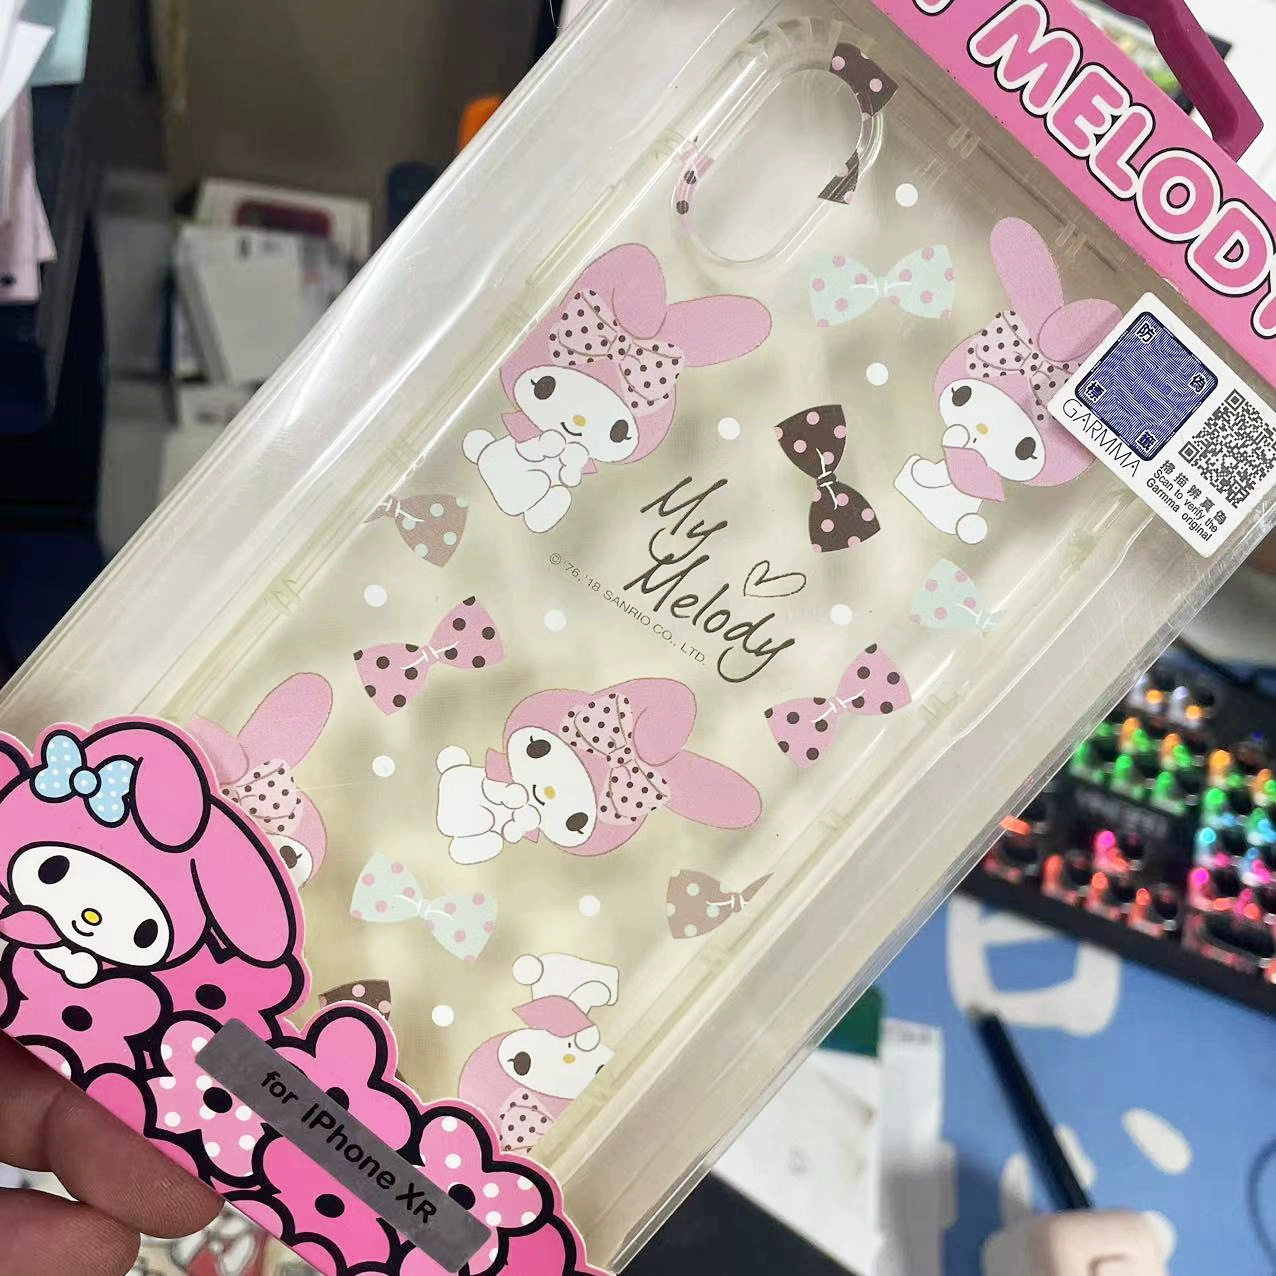 MELODY
防
偽
標
籤
GARMMA
掃描辨真偽
Scan to verify the
Garmma original
My
Melody
© '76, '18 SANRIO CO., LTD.
for iPhone XR